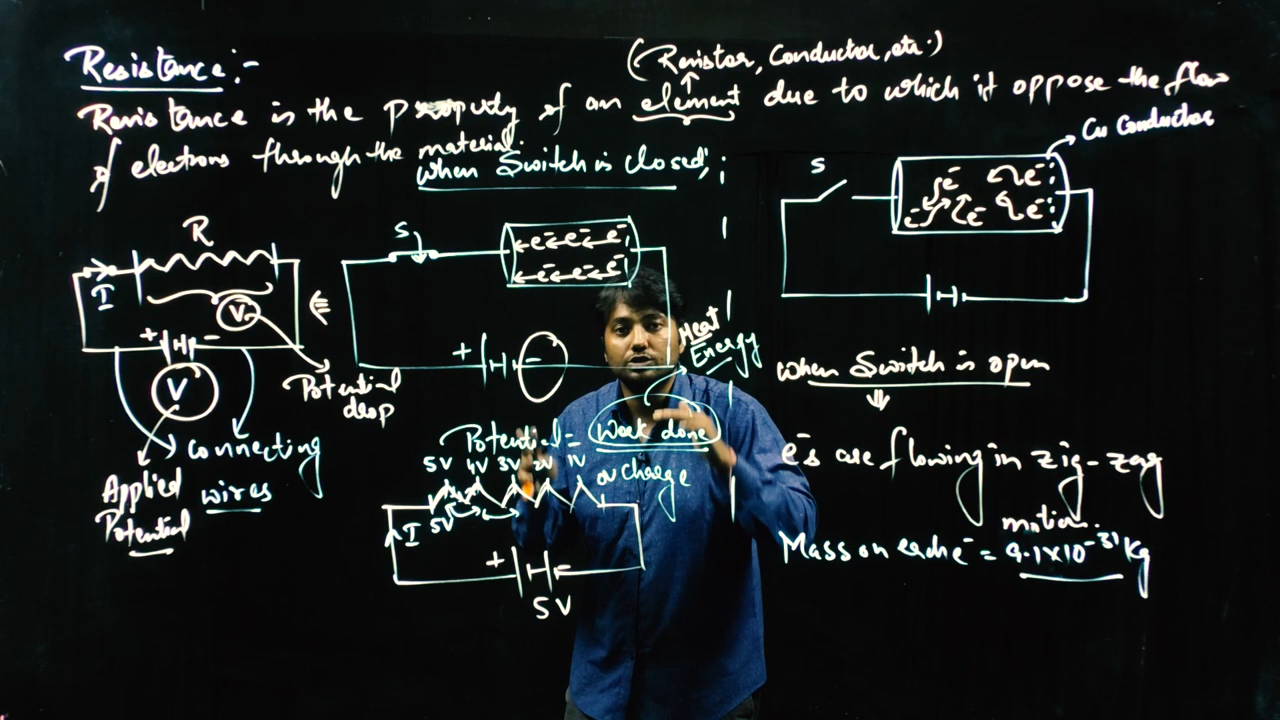 Resistance :-
(Resistor, Conductor, etc.)
Resistance is the property of an element due to which it oppose the flow
of electrons through the material.
Cu Conductor
when Switch is closed;
S
e- e- e- e- e-
R
I
V
+ -
V
Potential drop
Applied Potential
connecting wires
S
e- e- e-
e- e- e-
+ -
Heat Energy
Potential = Work done
or charge
5V 4V 3V 2V 1V
5V
I
+
5V
when Switch is open
⇓
e-s are flowing in zig-zag
motion.
Mass on each e- = 9.1×10-31 kg